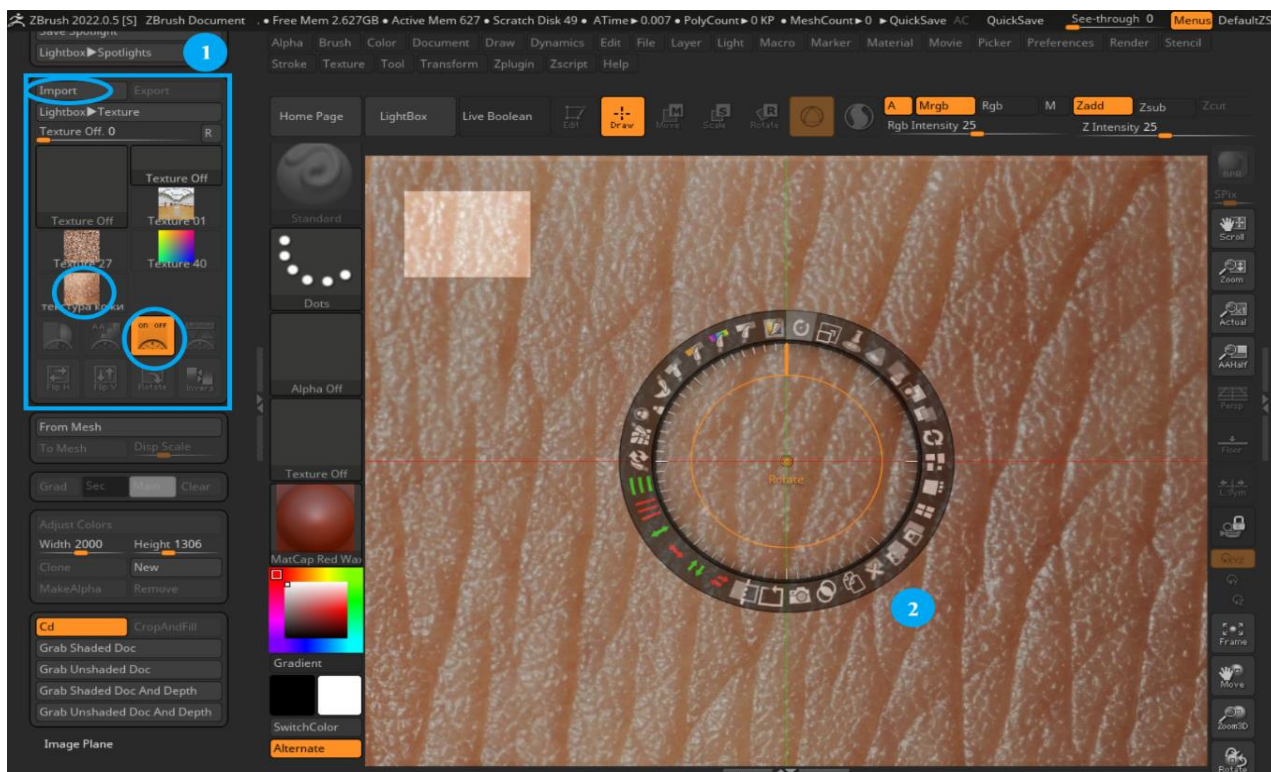 ZBrush 2022.0.5 [S] ZBrush Document . • Free Mem 2.627GB • Active Mem 627 • Scratch Disk 49 • ATime►0.007 • PolyCount►0 KP • MeshCount►0 ►QuickSave AC QuickSave See-through 0 Menus DefaultZS
Alpha Brush Color Document Draw Dynamics Edit File Layer Light Macro Marker Material Movie Picker Preferences Render Stencil
Stroke Texture Tool Transform Zplugin Zscript Help
Save Spotlight
Lightbox►Spotlights
1
Import Export
Lightbox►Texture
Texture Off. 0 R
Texture Off
Texture Off
Texture 01
Texture 27
Texture 40
текстура кожи
on off
Flip H Flip V Rotate Invers
From Mesh
To Mesh Disp Scale
Grad Sec Main Clear
Adjust Colors
Width 2000 Height 1306
Clone New
MakeAlpha Remove
Cd CropAndFill
Grab Shaded Doc
Grab Unshaded Doc
Grab Shaded Doc And Depth
Grab Unshaded Doc And Depth
Image Plane
Home Page LightBox Live Boolean Edit Draw Move Scale Rotate
A Mrgb Rgb M Zadd Zsub Zcut
Rgb Intensity 25 Z Intensity 25
Standard
Dots
Alpha Off
Texture Off
MatCap Red Wax
Gradient
SwitchColor
Alternate
Rotate
2
BPR
SPix
Scroll
Zoom
Actual
AAHalf
Persp
Floor
L.Sym
Frame
Move
Zoom3D
Rotate